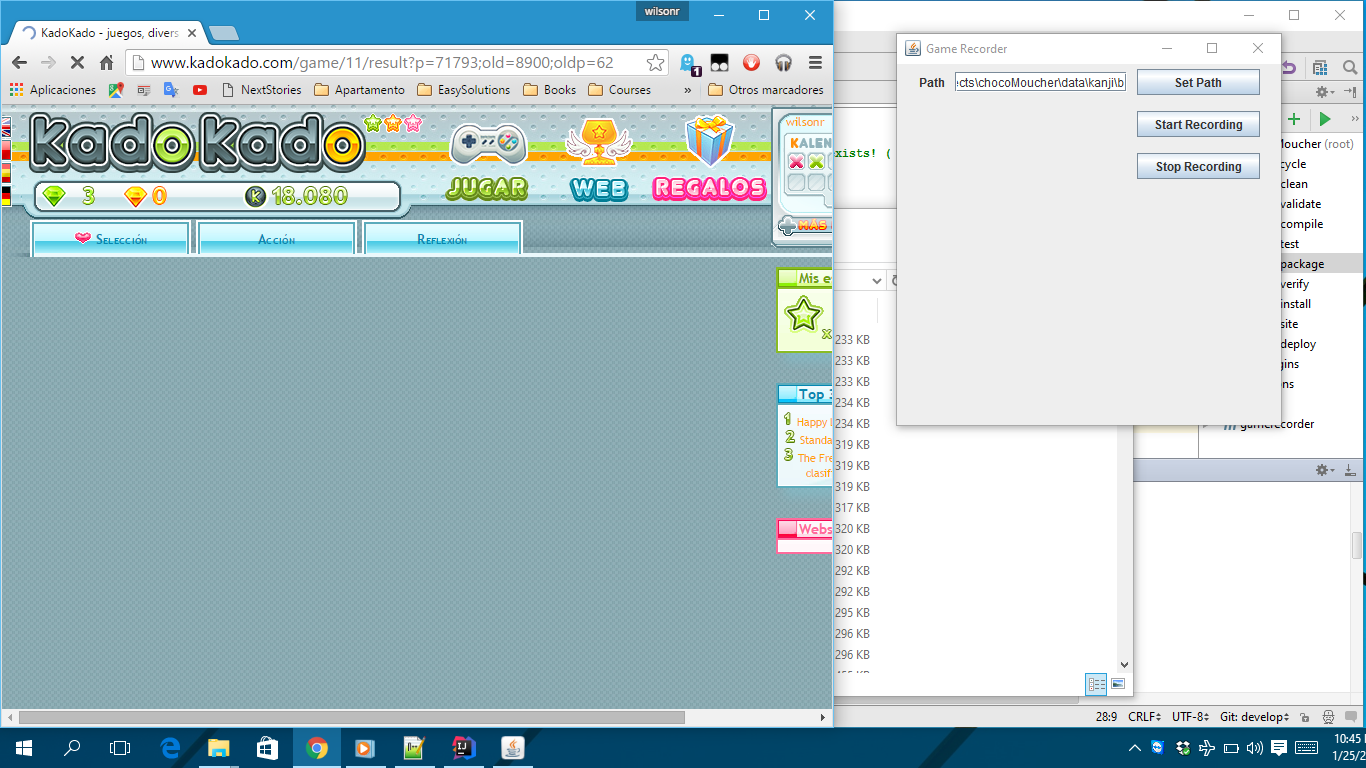 wilsonr
KadoKado - juegos, divers
www.kadokado.com/game/11/result?p=71793;old=8900;oldp=62
1
Aplicaciones
NextStories
Apartamento
EasySolutions
Books
Courses
»
Otros marcadores
KadoKado
JUGAR
WEB
REGALOS
wilsonr
KALEN
MÁS
3
0
K
18.080
Selección
Acción
Reflexión
Mis e
x
Top 3
1 Happy
2 Standa
3 The Fre
clasif
Webs
Game Recorder
Path
cts\chocoMoucher\data\kanji\b
Set Path
Start Recording
Stop Recording
xists! (
233 KB
233 KB
233 KB
234 KB
234 KB
319 KB
319 KB
319 KB
317 KB
320 KB
320 KB
292 KB
292 KB
295 KB
296 KB
296 KB
Moucher (root)
cycle
clean
validate
compile
test
package
verify
install
site
deploy
gins
ens
gamerecorder
28:9
CRLF
UTF-8
Git: develop
10:45
1/25/2